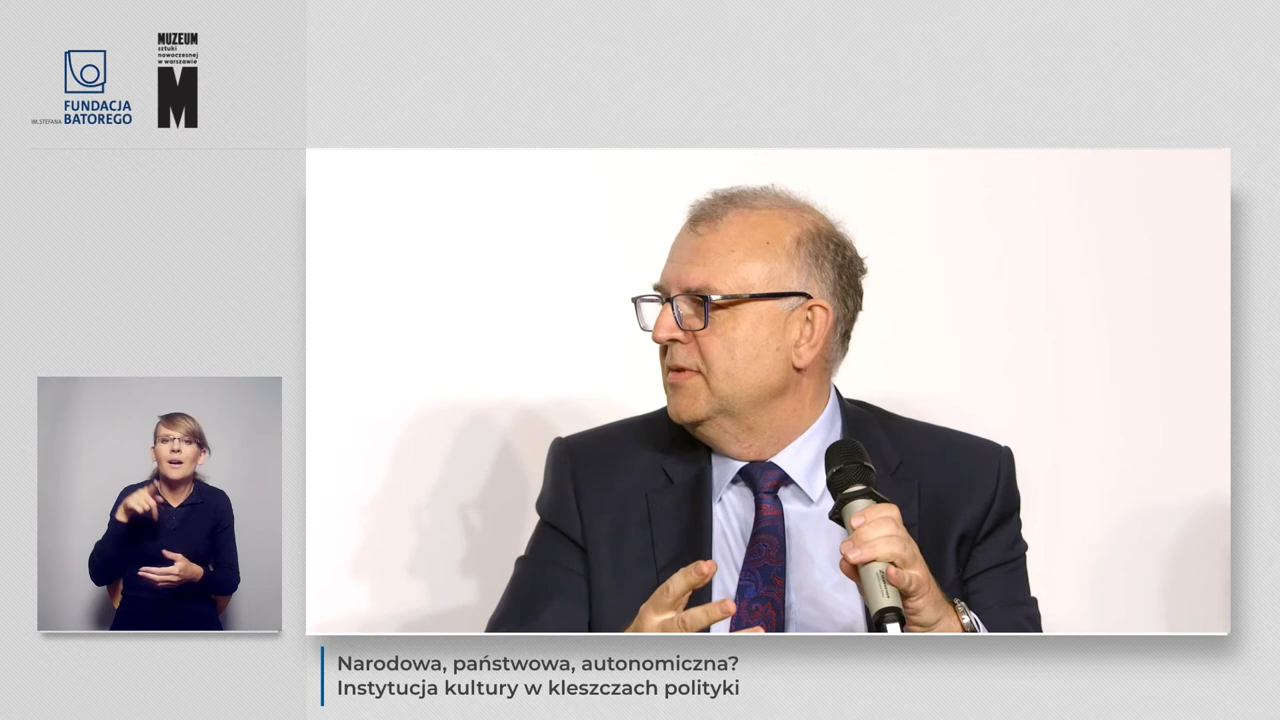 MUZEUM
sztuki
nowoczesnej
w warszawie
M
FUNDACJA
IM. STEFANA BATOREGO
Narodowa, państwowa, autonomiczna?
Instytucja kultury w kleszczach polityki